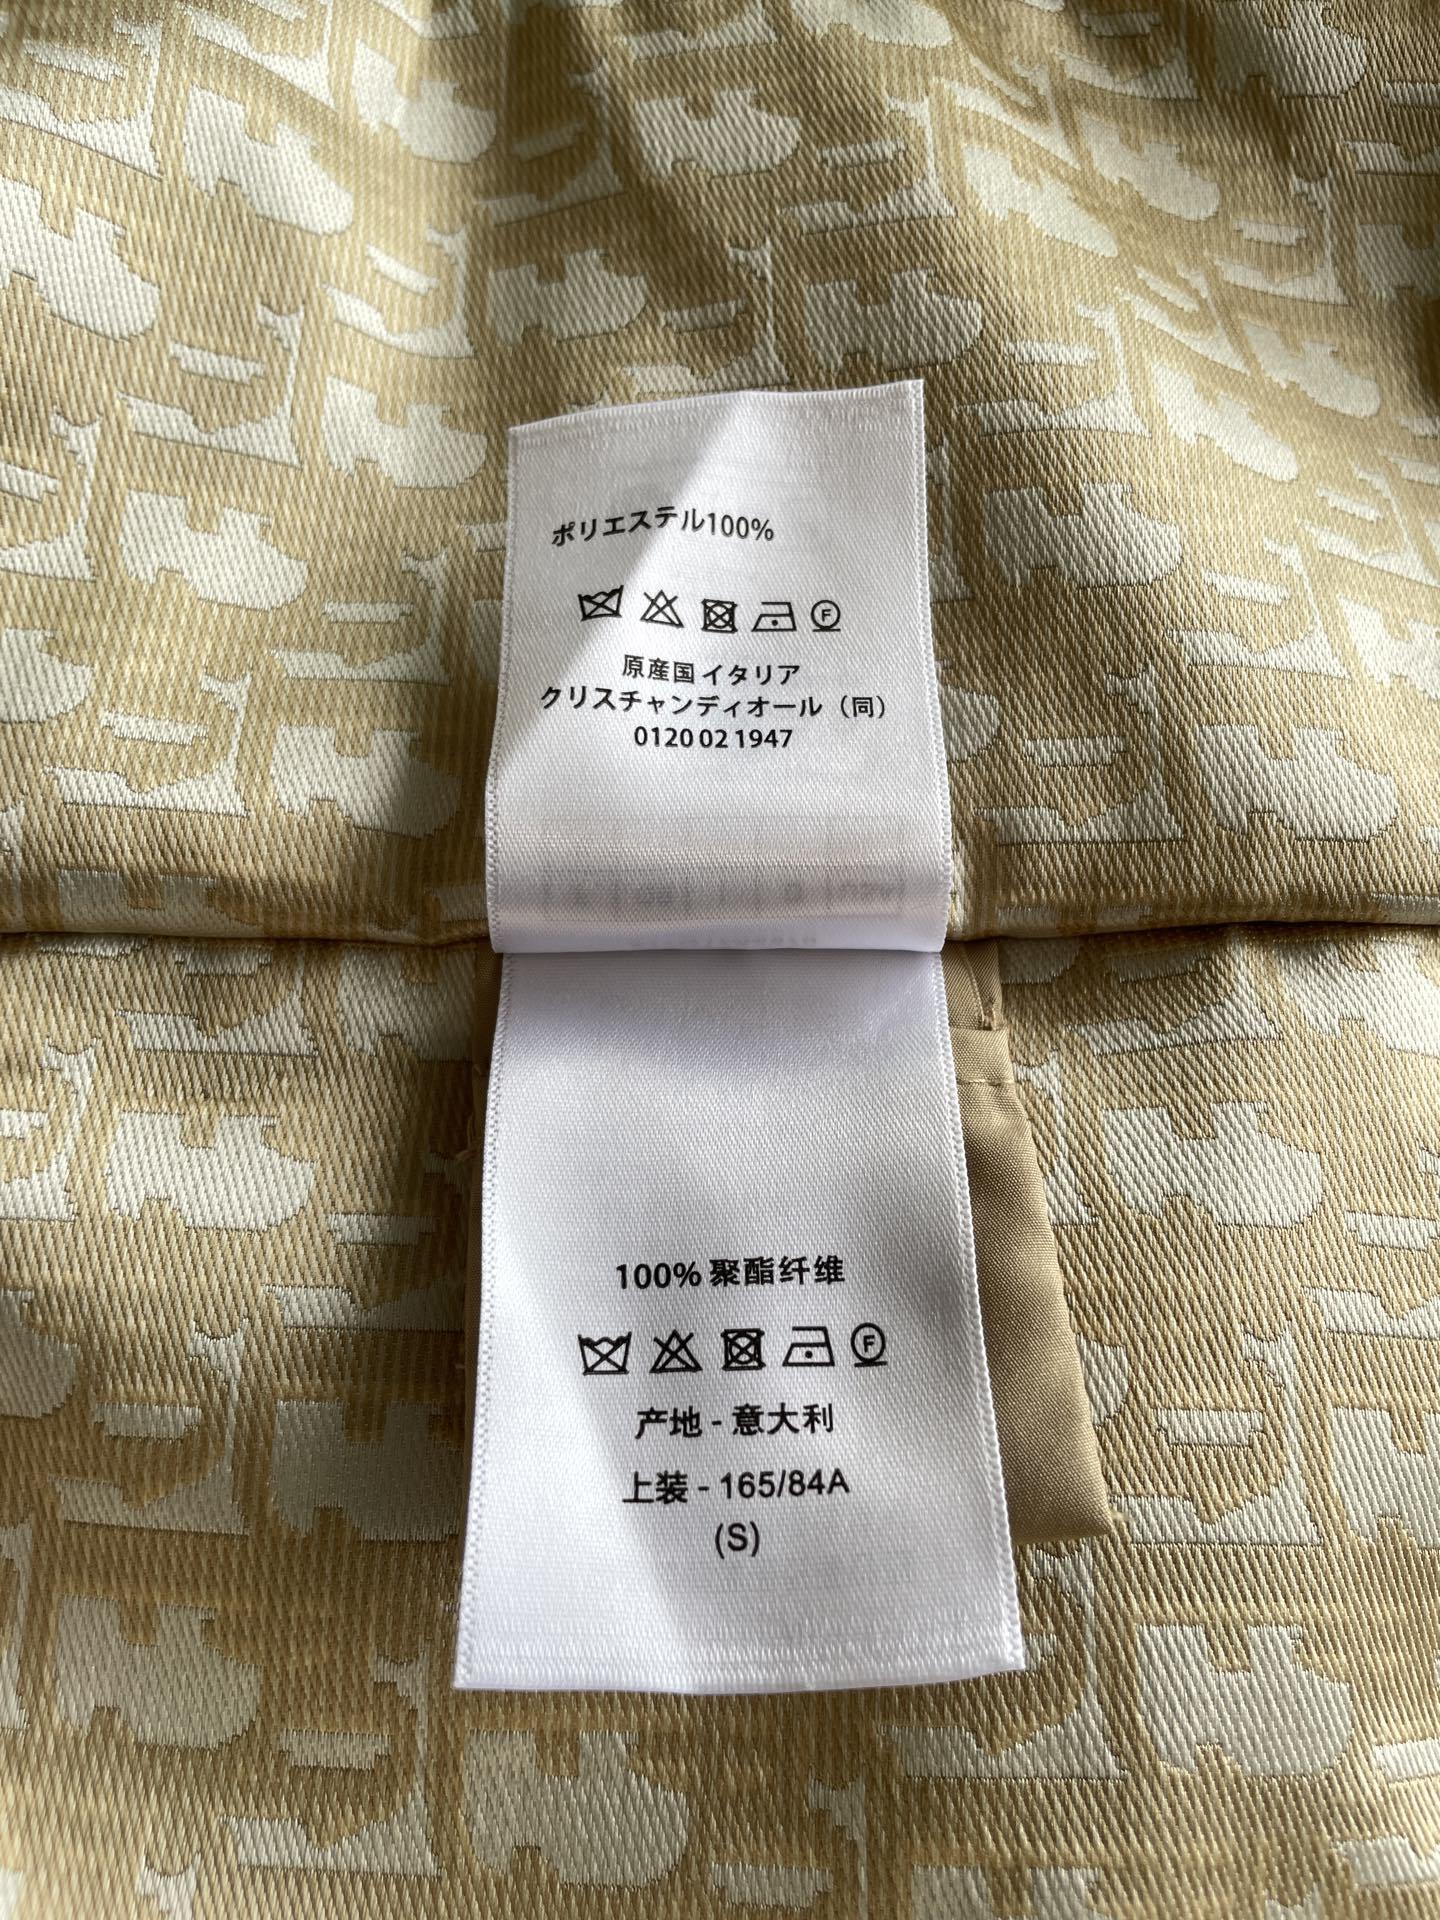 ポリエステル100%
F
原産国 イタリア
クリスチャンディオール（同）
0120 02 1947
100% 聚酯纤维
F
产地 - 意大利
上装 - 165/84A
(S)